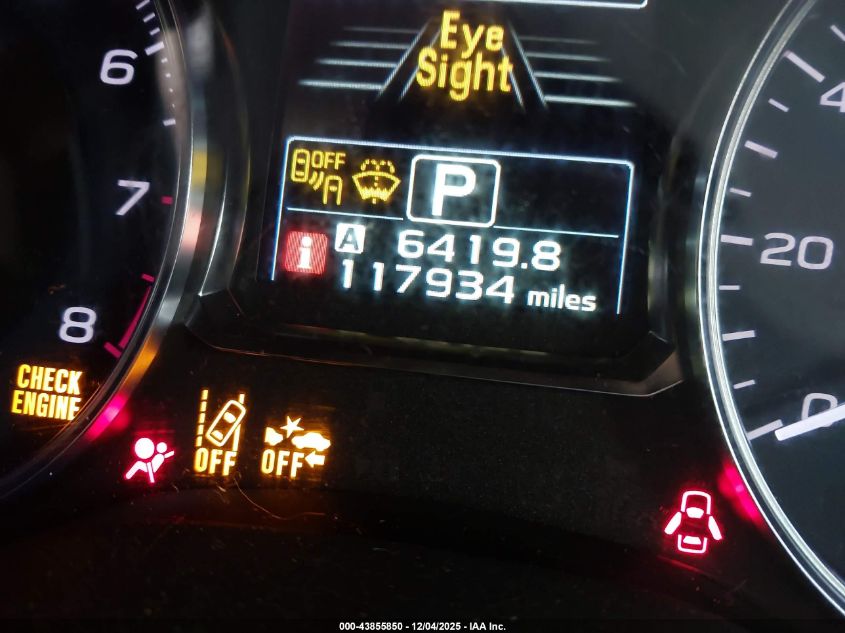 Eye
Sight
OFF
P
A 6419.8
i 117934 miles
6
7
8
4
20
0
CHECK
ENGINE
OFF
OFF
000-43855850 - 12/04/2025 - IAA Inc.